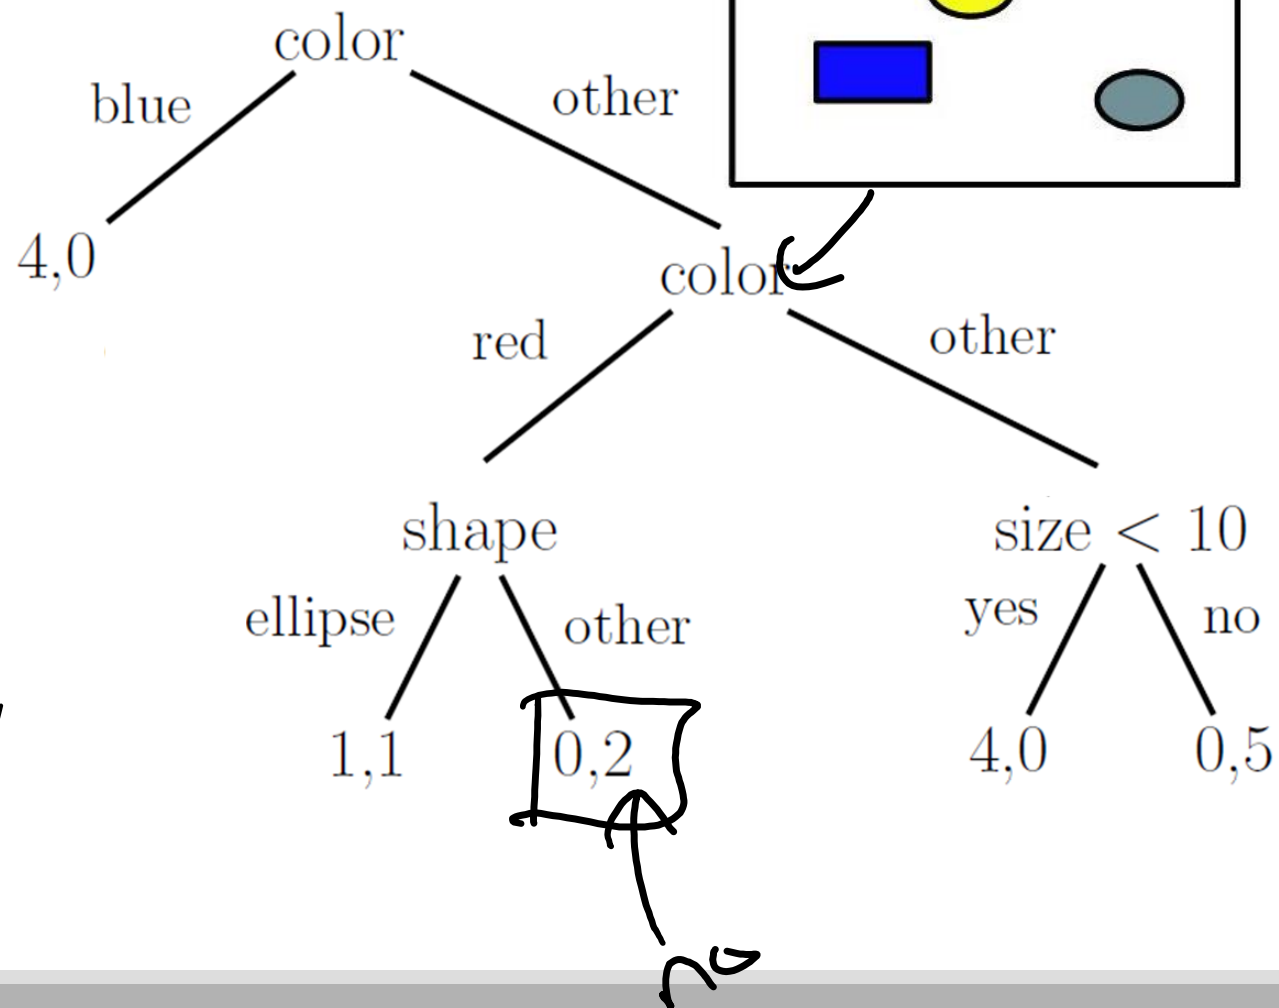 color
blue
other
4,0
color
red
other
shape
size < 10
ellipse
other
yes
no
1,1
0,2
4,0
0,5
no